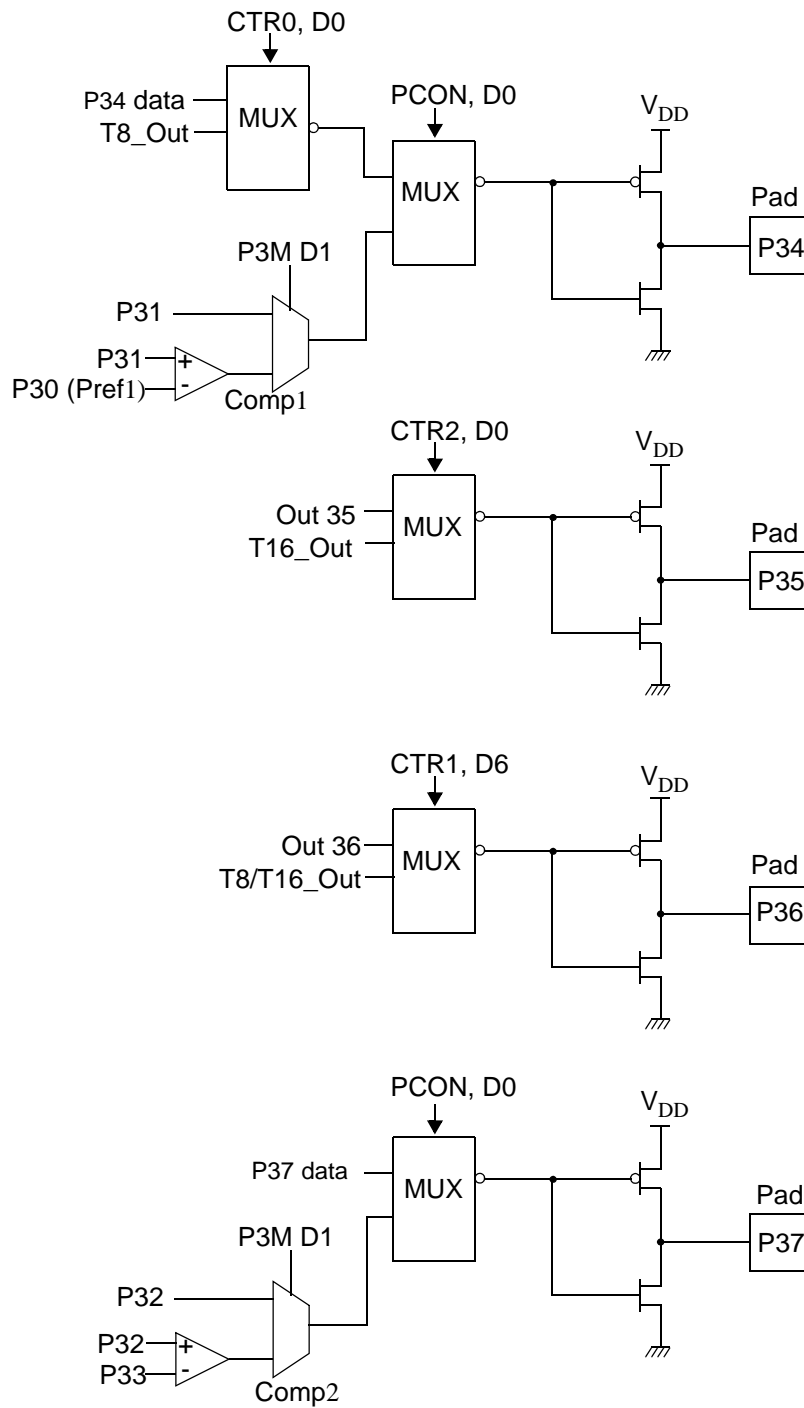 CTR0, D0
P34 data
T8_Out
MUX
PCON, D0
MUX
VDD
Pad
P34
P3M D1
P31
P31
+
P30 (Pref1)
-
Comp1
CTR2, D0
Out 35
T16_Out
MUX
VDD
Pad
P35
CTR1, D6
Out 36
T8/T16_Out
MUX
VDD
Pad
P36
PCON, D0
P37 data
MUX
VDD
Pad
P37
P3M D1
P32
P32
+
P33
-
Comp2